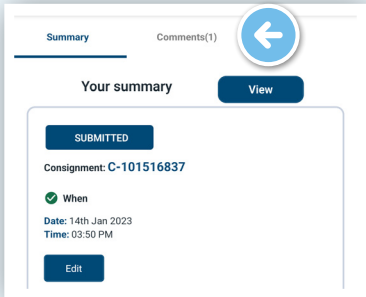 Summary Comments(1)
Your summary View
SUBMITTED
Consignment: C-101516837
When
Date: 14th Jan 2023
Time: 03:50 PM
Edit